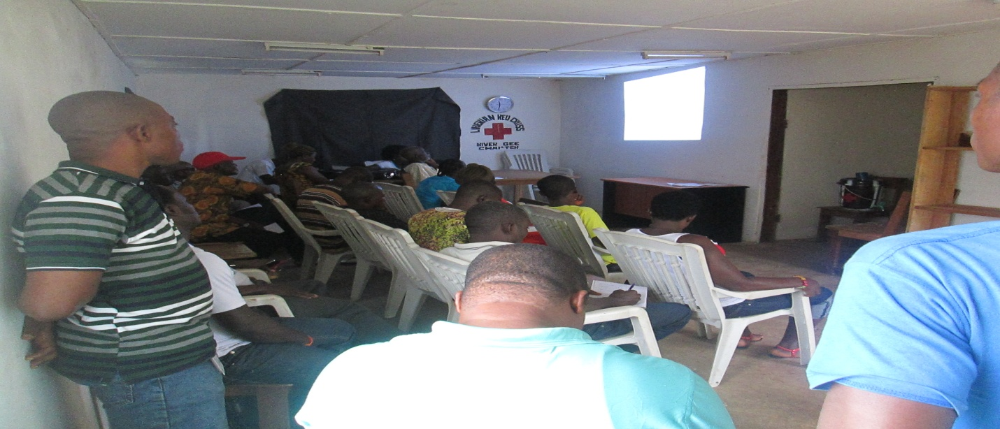 LIBERIAN RED CROSS
RIVER GEE
CHAPTER